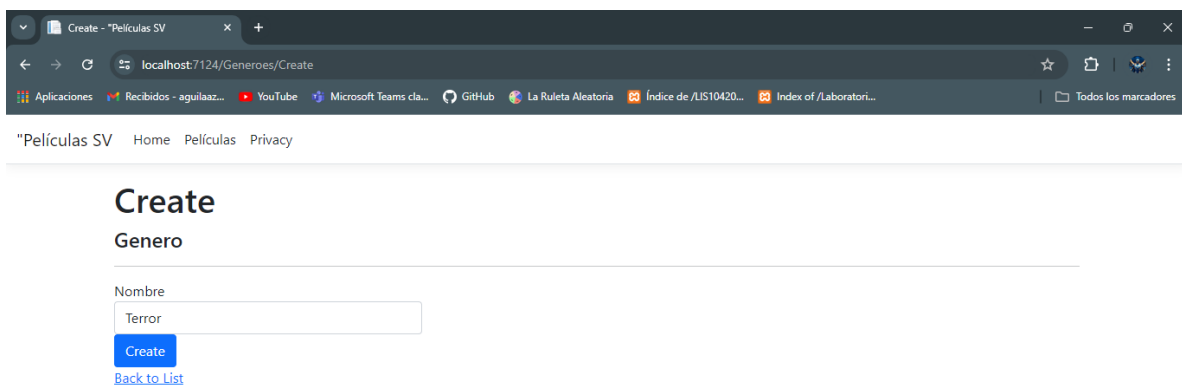 Create - "Películas SV
localhost:7124/Generoes/Create
Aplicaciones Recibidos - aguilaaz... YouTube Microsoft Teams cla... GitHub La Ruleta Aleatoria Índice de /LIS10420... Index of /Laboratori... Todos los marcadores
"Películas SV Home Películas Privacy
Create
Genero
Nombre
Terror
Create
Back to List